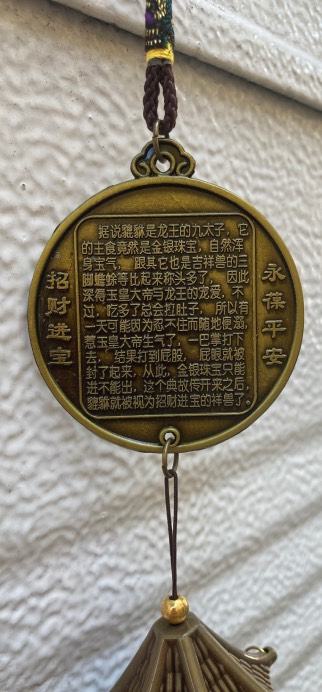 据说貔貅是龙王的九太子，它
的主食竟然是金银珠宝，自然浑
身宝气，跟其它也是吉祥兽的三
脚蟾蜍等比起来称头多了，因此
深得玉皇大帝与龙王的宠爱，不
过，吃多了总会拉肚子，所以有
一天可能因为忍不住而随地便溺，
惹玉皇大帝生气了，一巴掌打下
去，结果打到屁股，屁眼就被
封了起来，从此，金银珠宝只能
进不能出，这个典故传开来之后，
貔貅就被视为招财进宝的祥兽了。
招财进宝
永葆平安